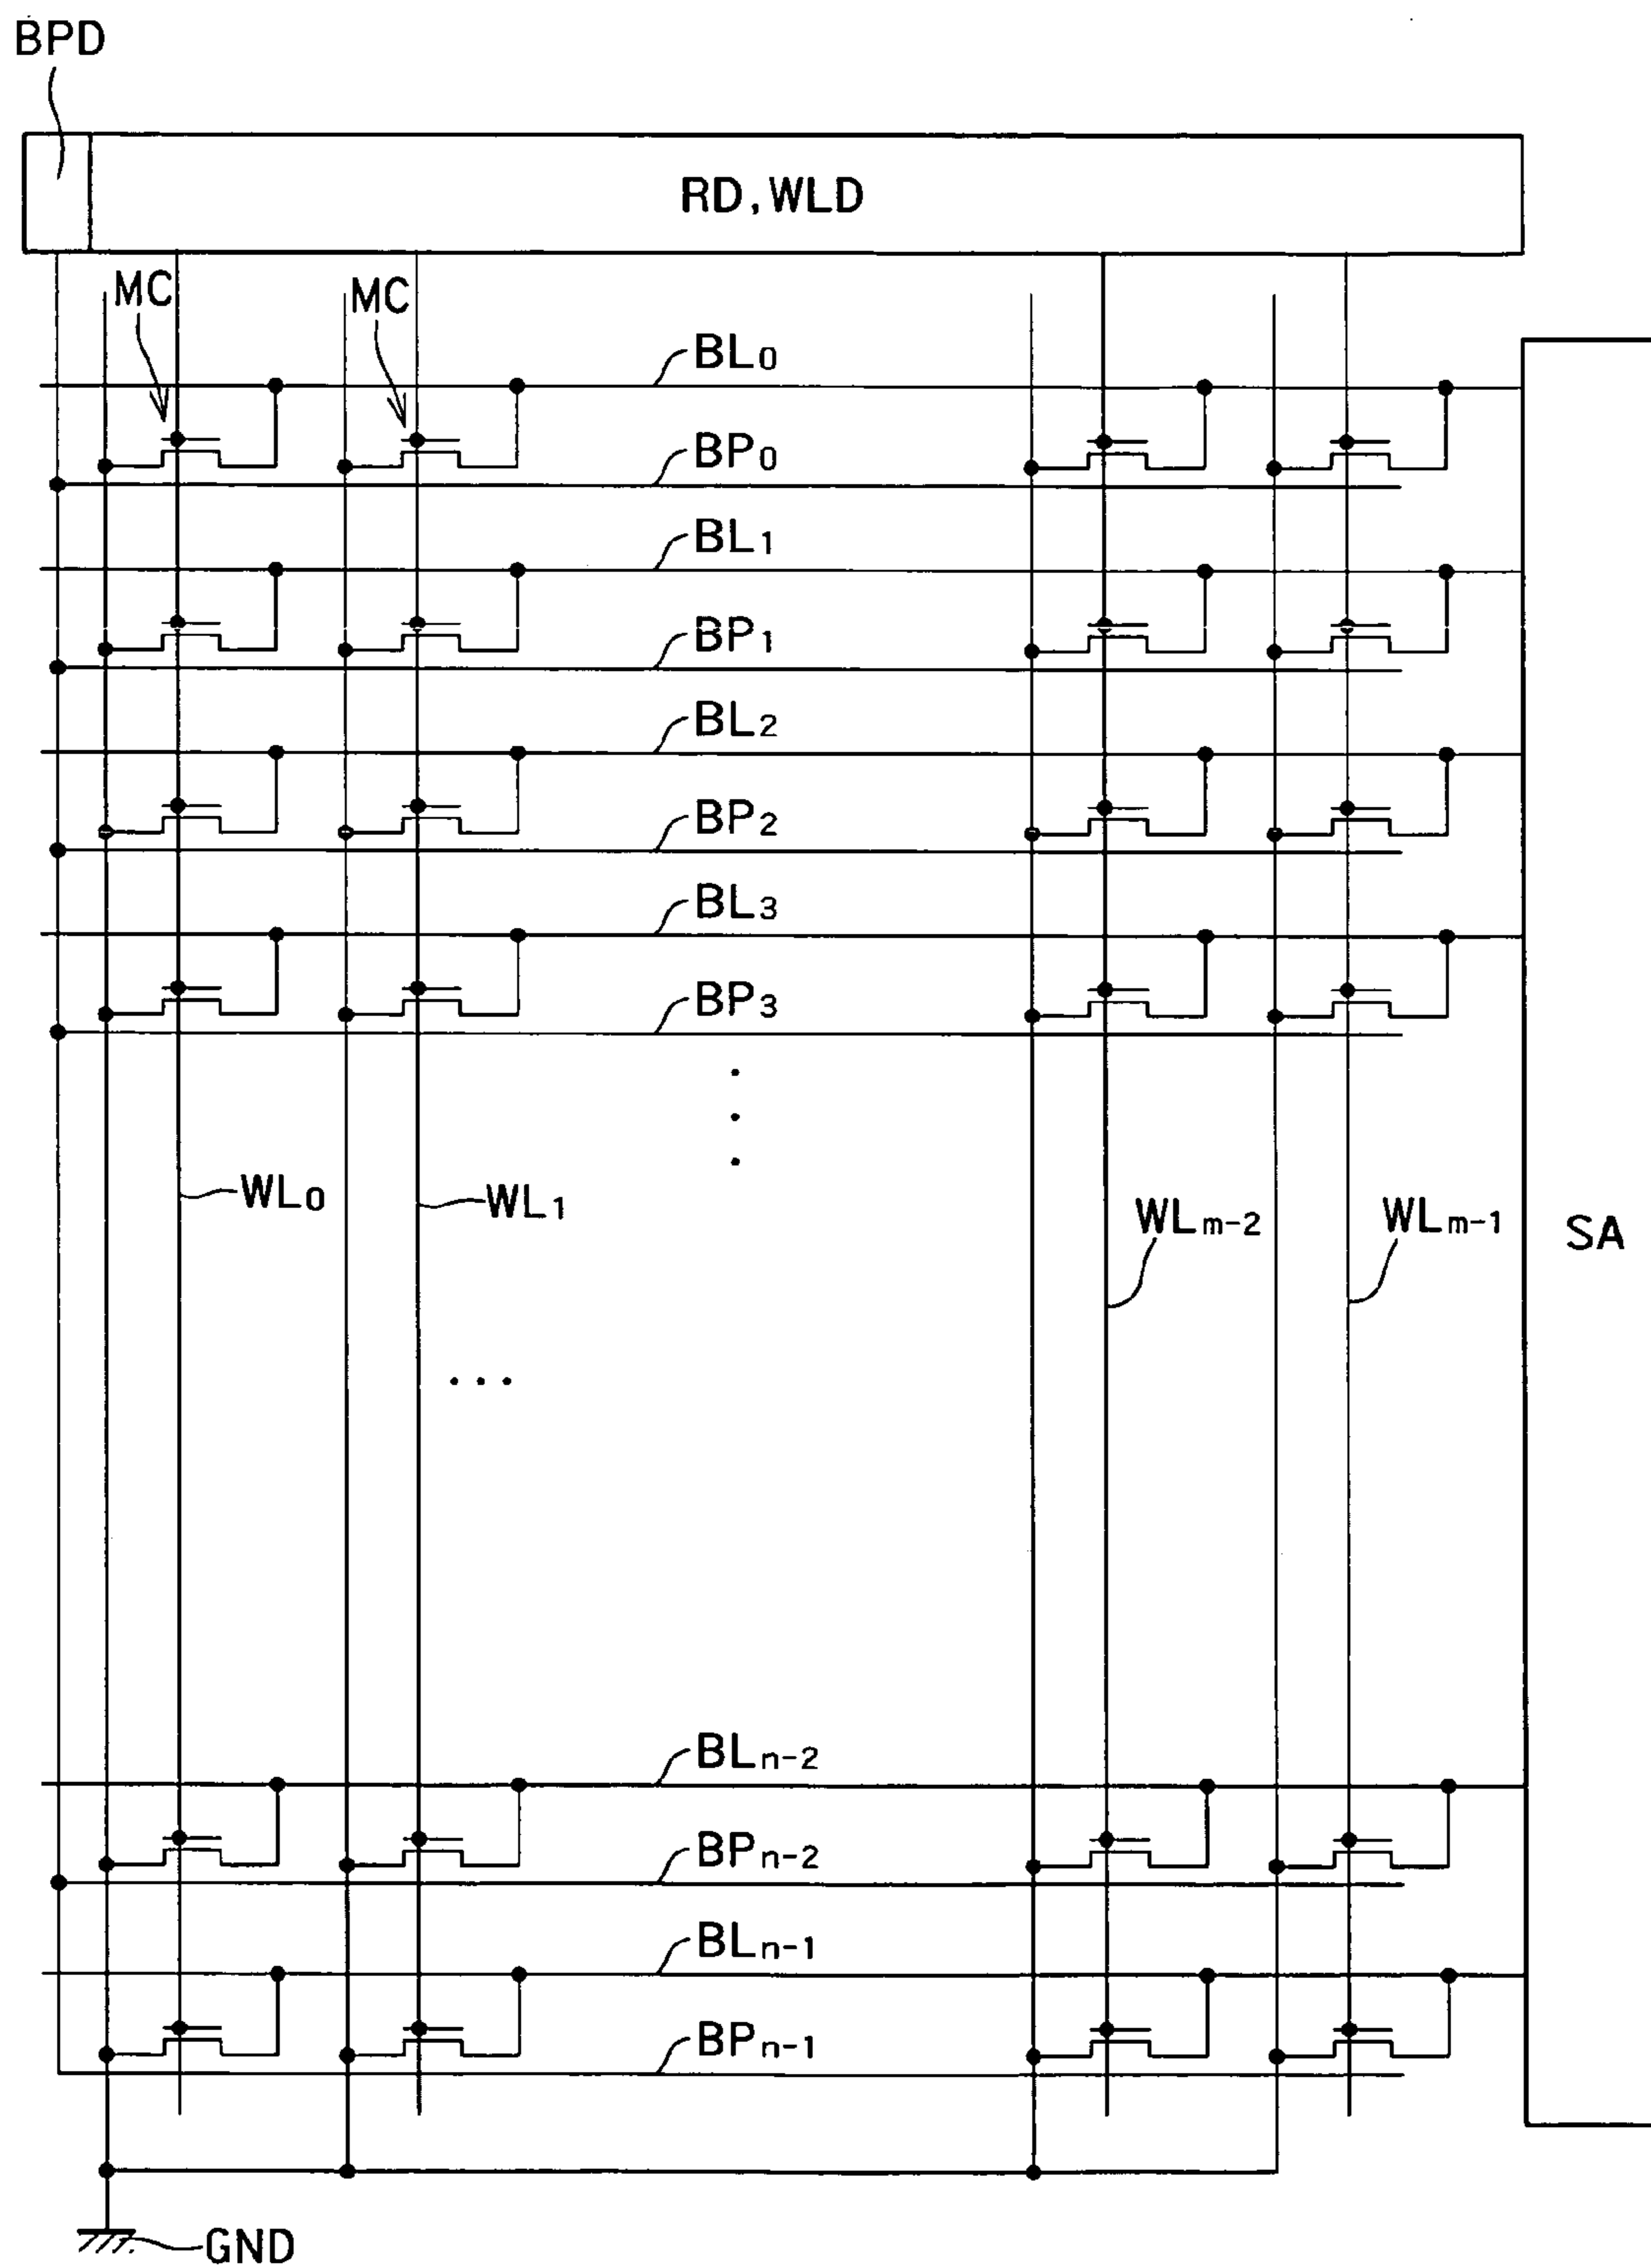 BPD
RD, WLD
MC
MC
BL0
BP0
BL1
BP1
BL2
BP2
BL3
BP3
WL0
WL1
WLm-2
WLm-1
SA
BLn-2
BPn-2
BLn-1
BPn-1
GND